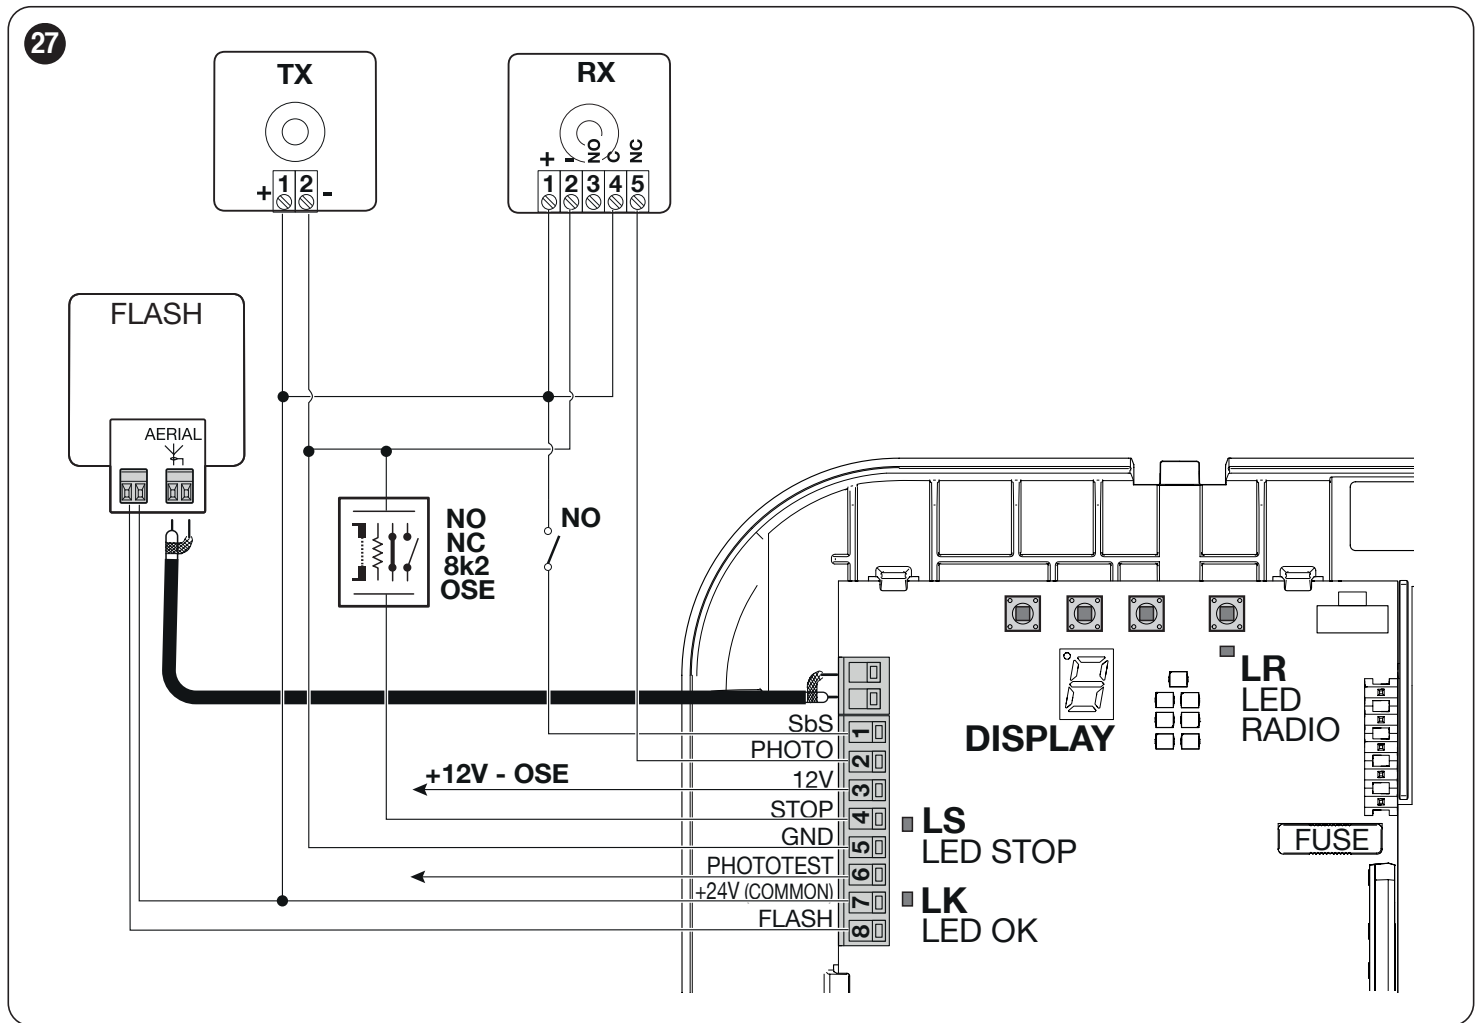 27
TX
+ 1 2 -
RX
+ - NO C NC
1 2 3 4 5
FLASH
AERIAL
NO
NC
8k2
OSE
NO
SbS 1
PHOTO 2
+12V - OSE
12V 3
STOP 4
GND 5
PHOTOTEST 6
+24V (COMMON) 7
FLASH 8
DISPLAY
LR
LED
RADIO
LS
LED STOP
LK
LED OK
FUSE